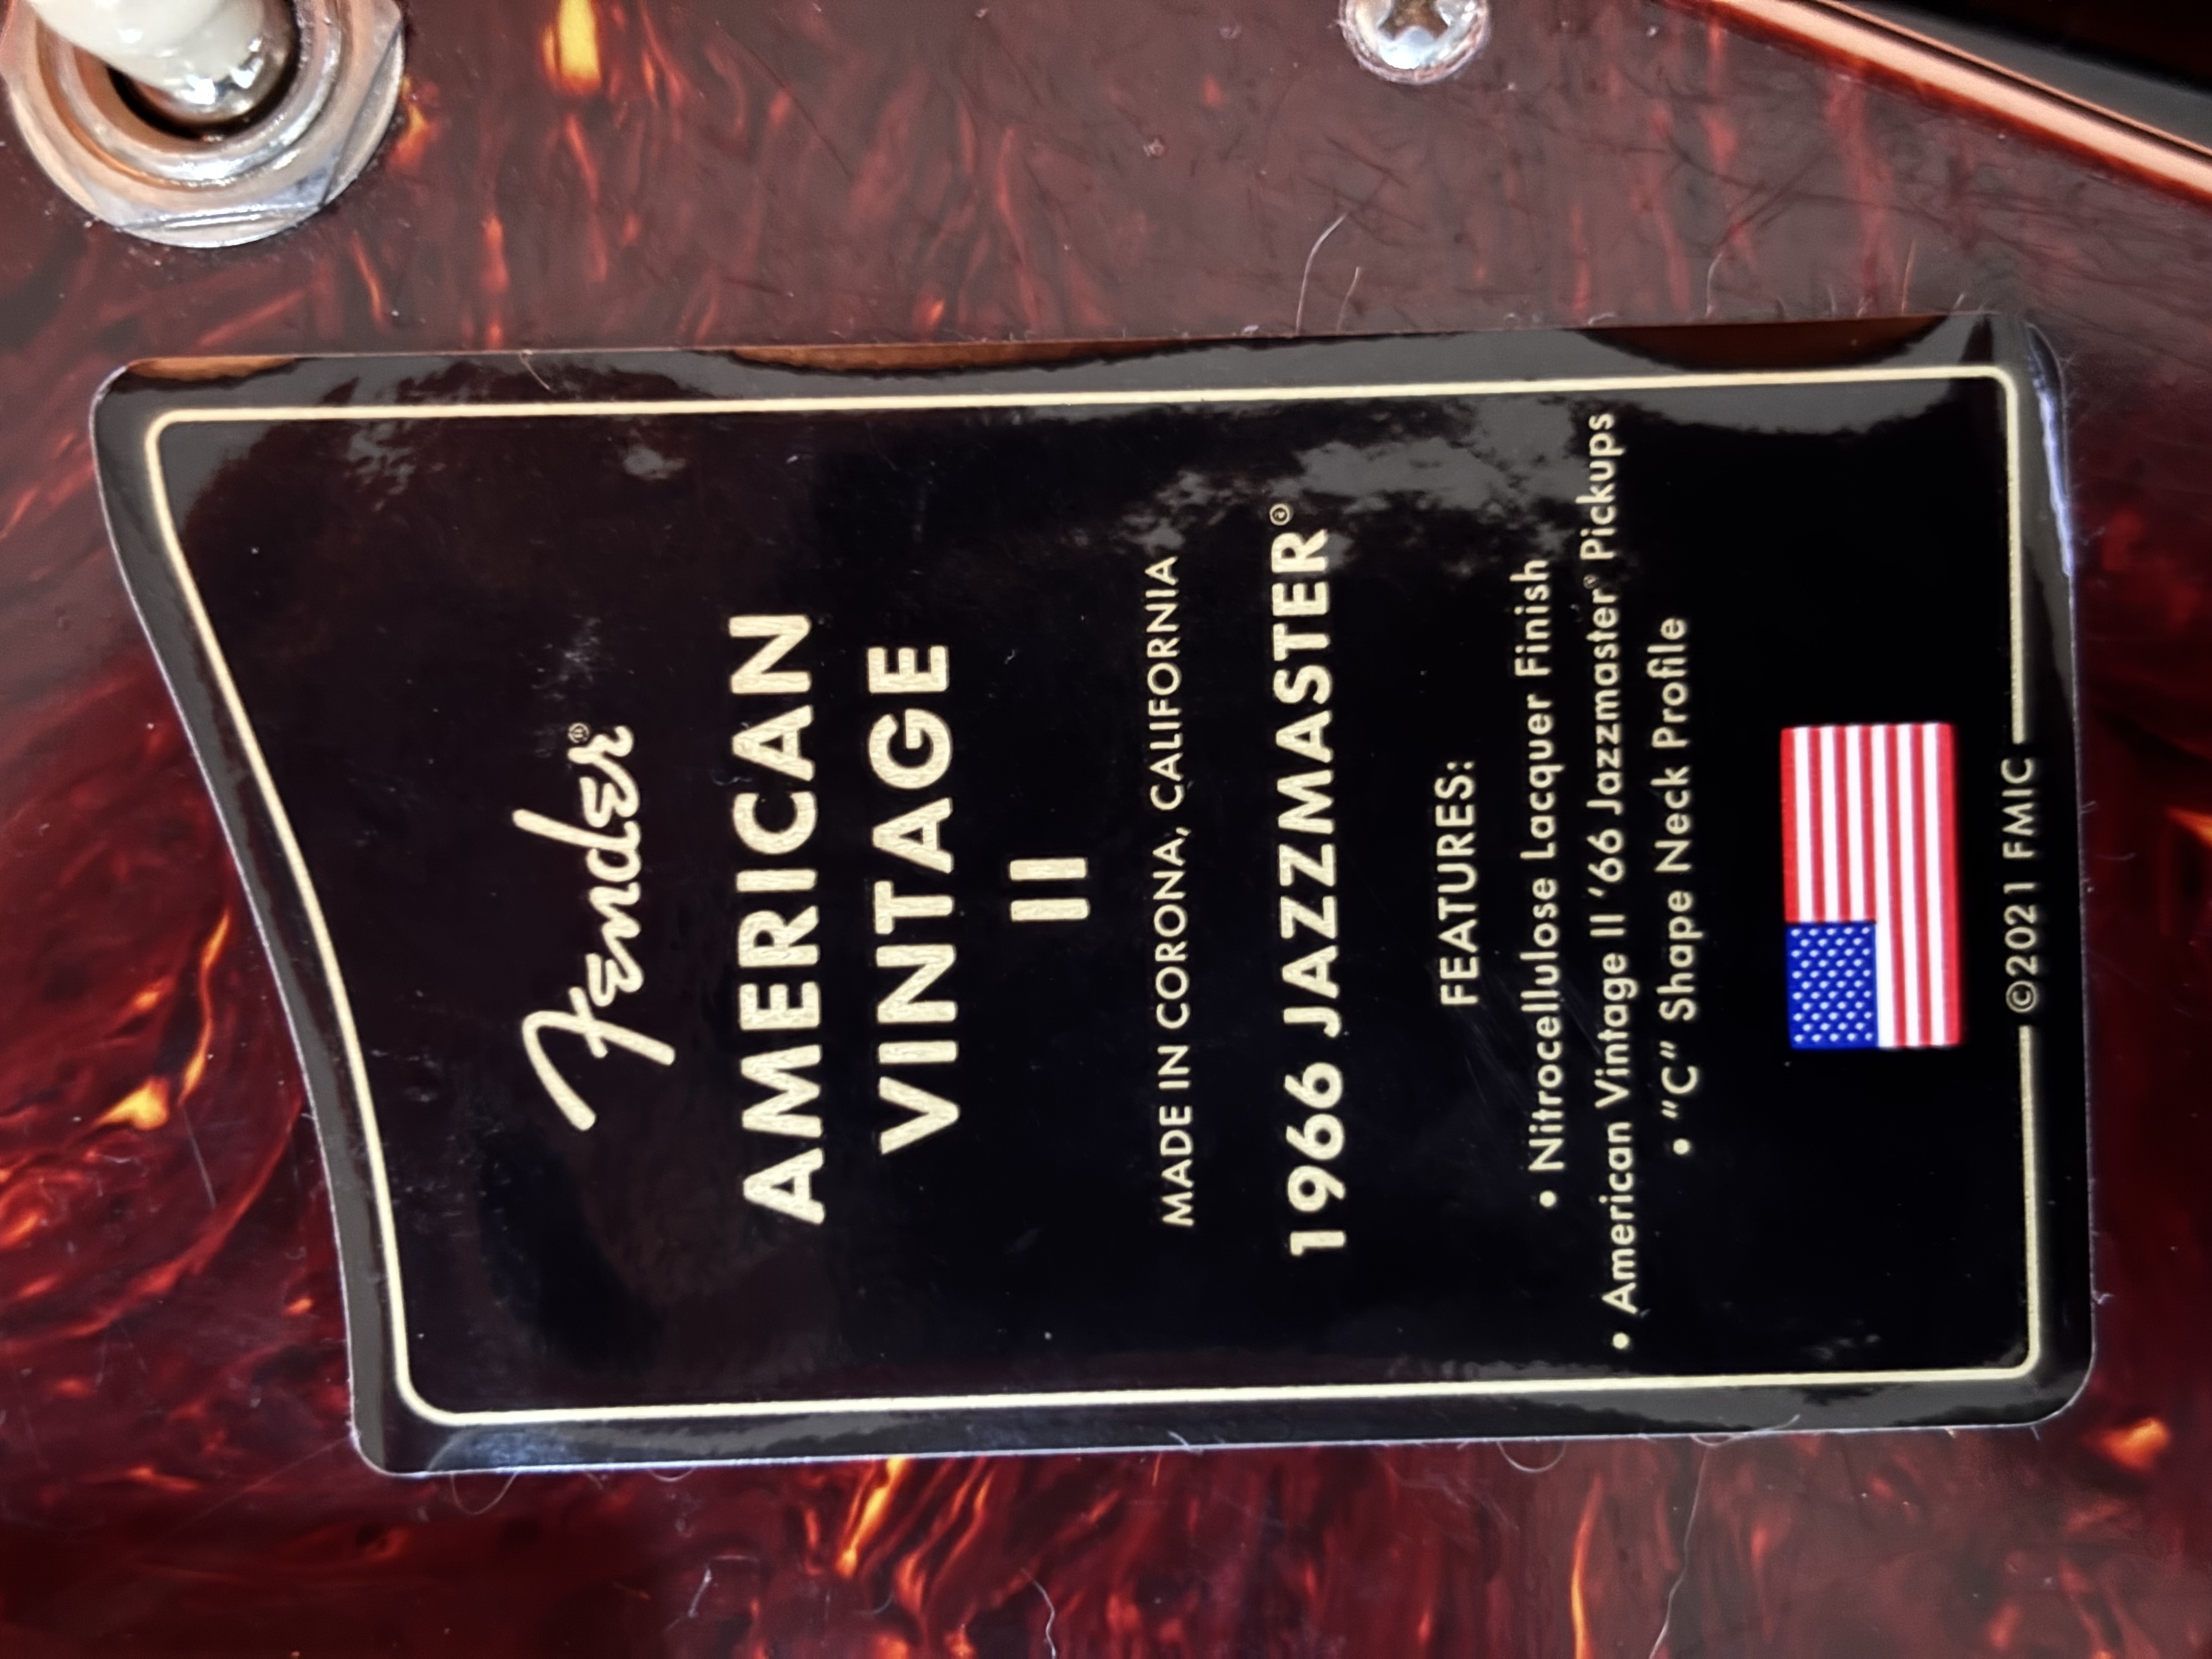 Fender®
AMERICAN
VINTAGE
II
MADE IN CORONA, CALIFORNIA
1966 JAZZMASTER®
FEATURES:
• Nitrocellulose Lacquer Finish
• American Vintage II '66 Jazzmaster® Pickups
• "C" Shape Neck Profile
©2021 FMIC